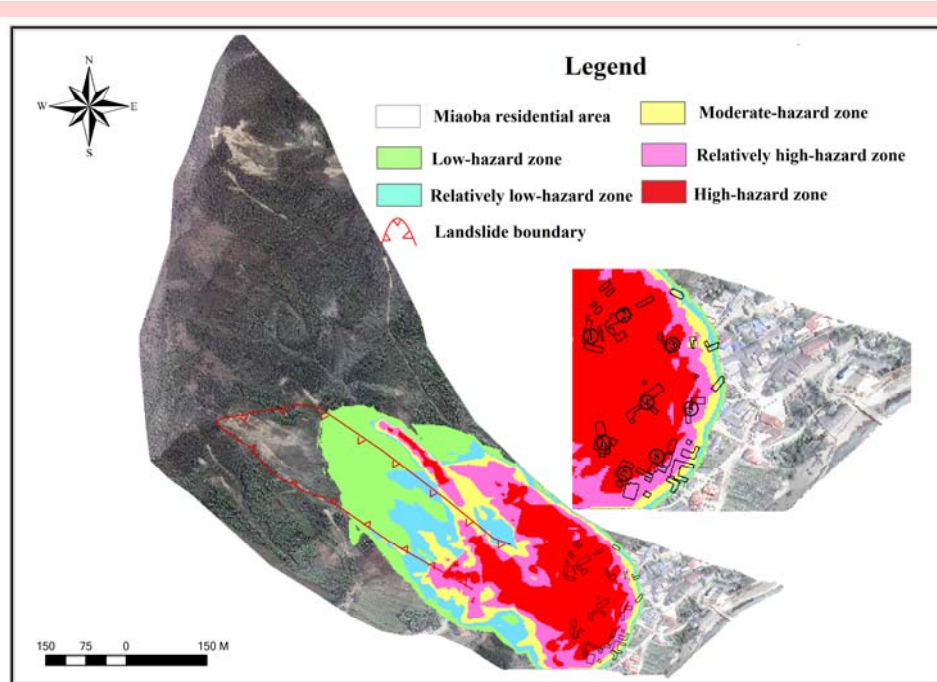 N
W E
S
Legend
Miaoba residential area
Moderate-hazard zone
Low-hazard zone
Relatively high-hazard zone
Relatively low-hazard zone
High-hazard zone
Landslide boundary
150 75 0 150 M